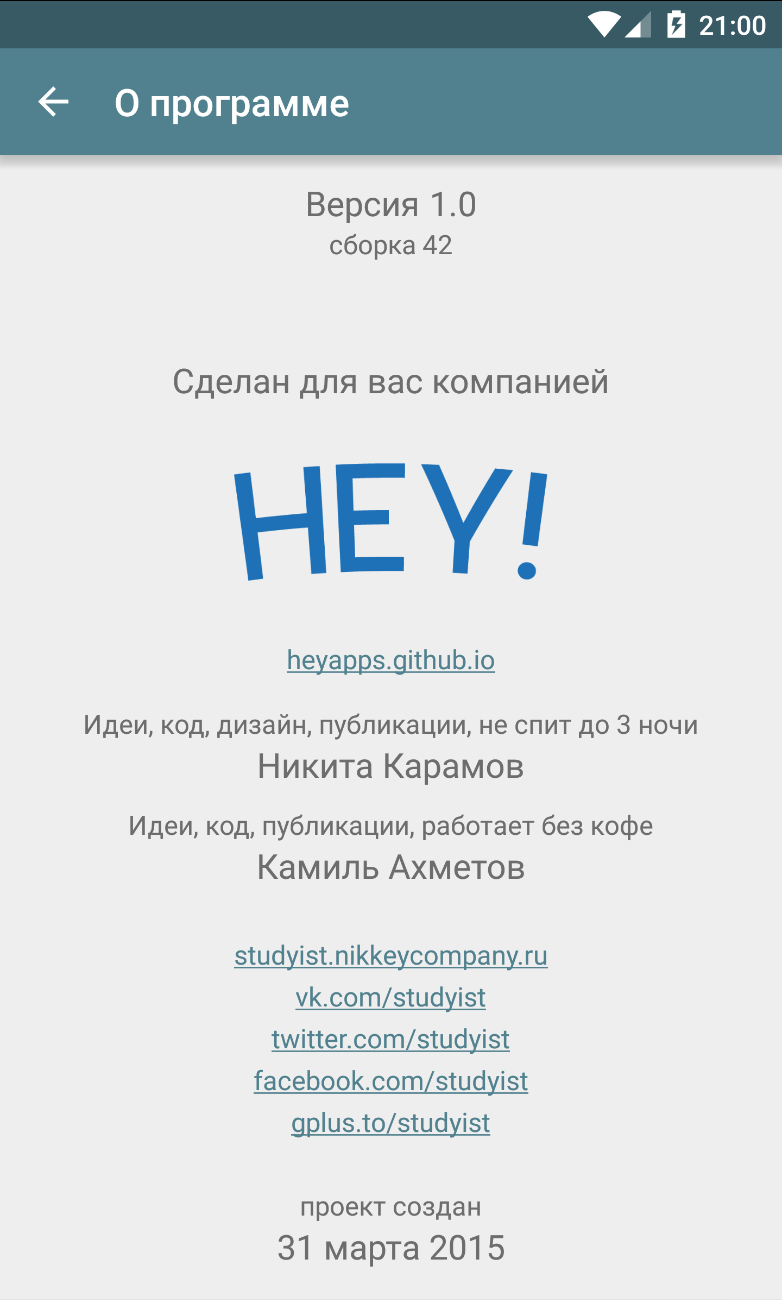 21:00
О программе
Версия 1.0
сборка 42
Сделан для вас компанией
HEY!
heyapps.github.io
Идеи, код, дизайн, публикации, не спит до 3 ночи
Никита Карамов
Идеи, код, публикации, работает без кофе
Камиль Ахметов
studyist.nikkeycompany.ru
vk.com/studyist
twitter.com/studyist
facebook.com/studyist
gplus.to/studyist
проект создан
31 марта 2015